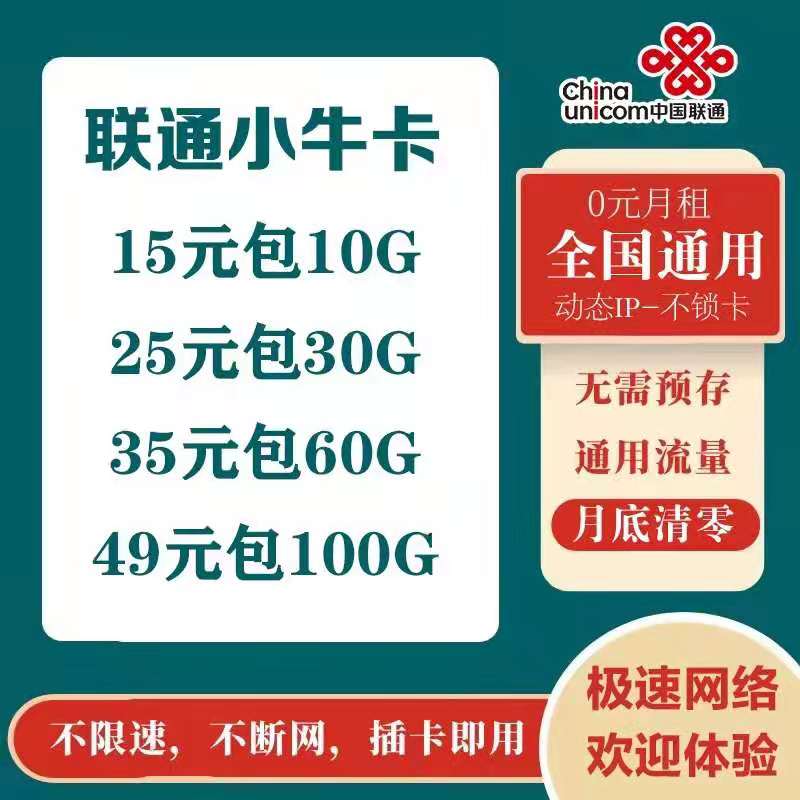 China
unicom中国联通
联通小牛卡
15元包10G
25元包30G
35元包60G
49元包100G
0元月租
全国通用
动态IP-不锁卡
无需预存
通用流量
月底清零
不限速，不断网，插卡即用
极速网络
欢迎体验